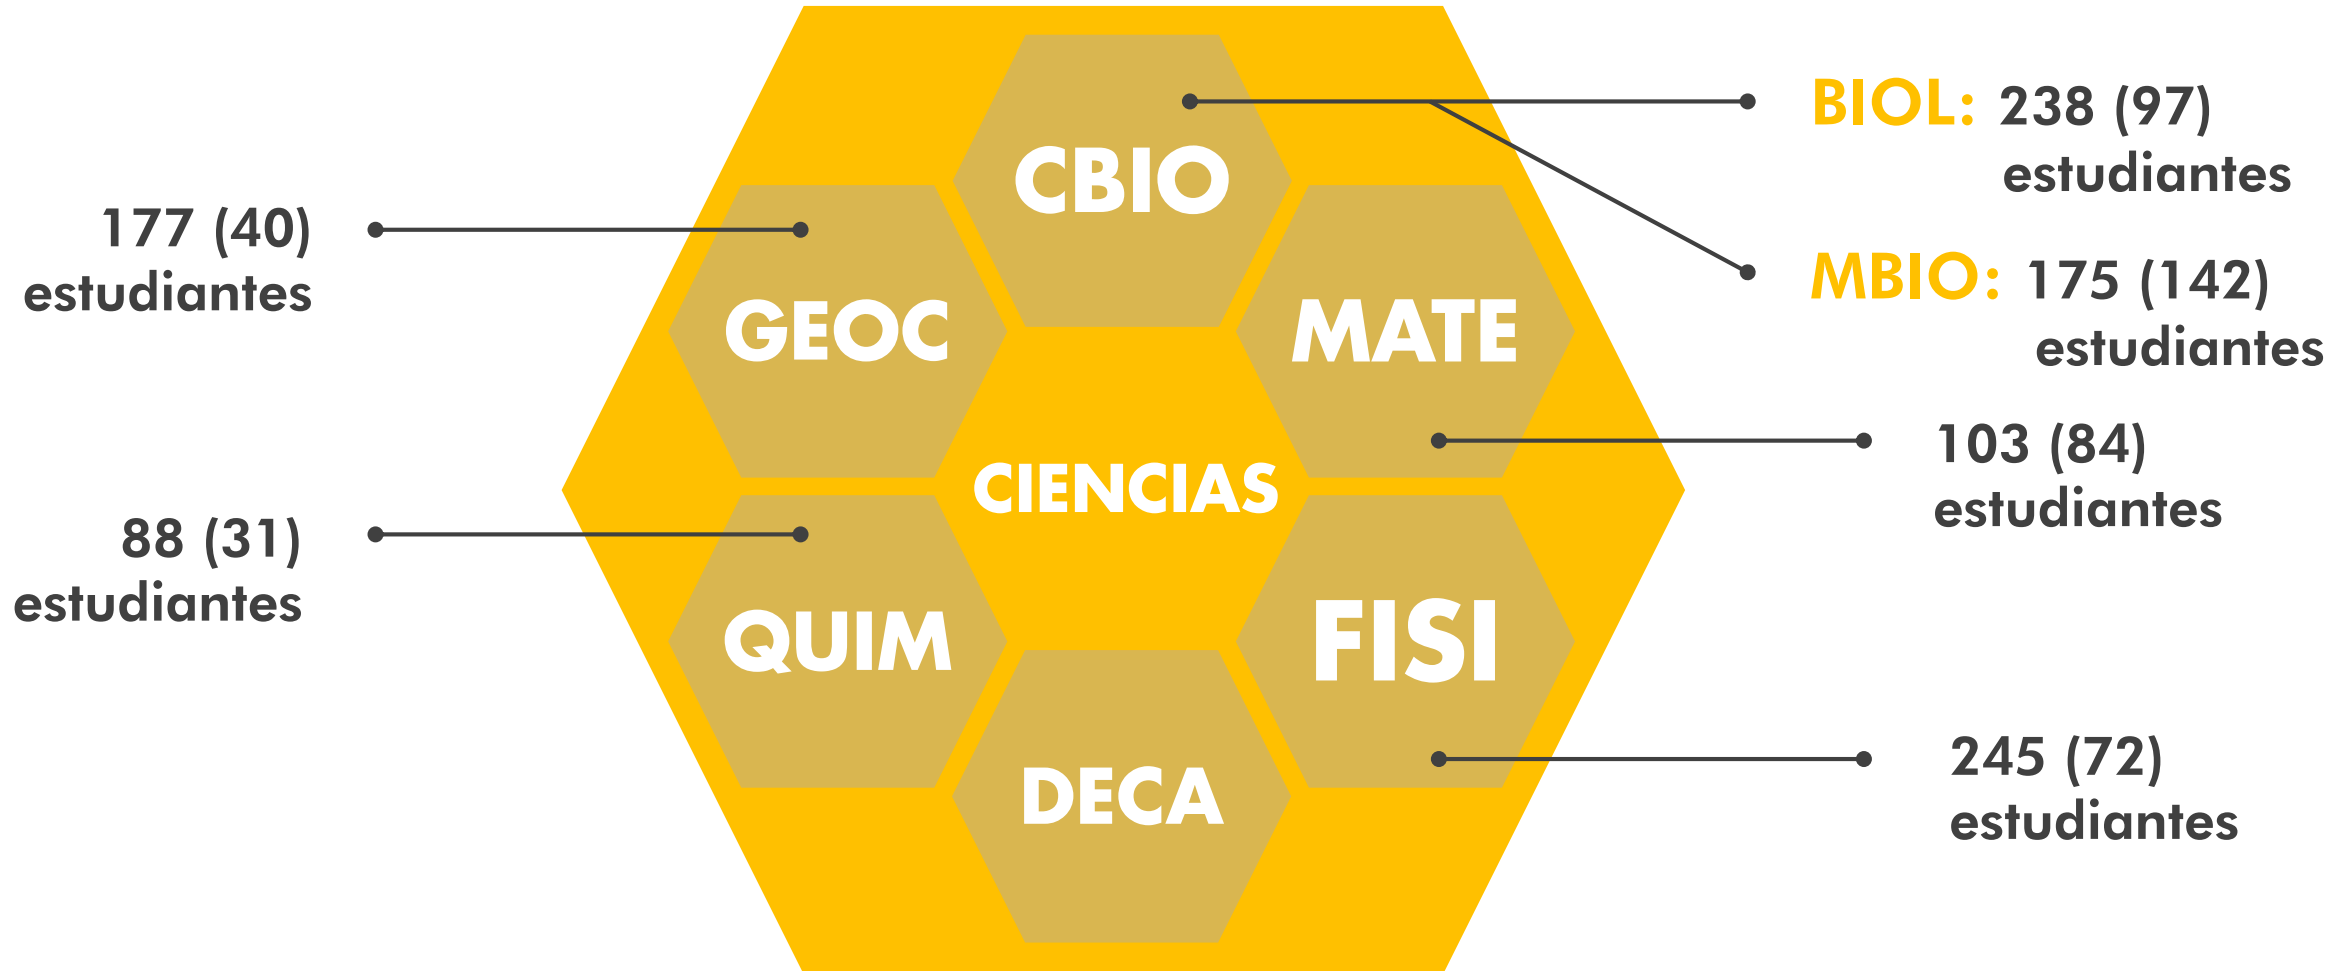 CBIO
BIOL: 238 (97)
estudiantes
177 (40)
estudiantes
MBIO: 175 (142)
estudiantes
GEOC
MATE
103 (84)
estudiantes
CIENCIAS
88 (31)
estudiantes
QUIM
FISI
245 (72)
estudiantes
DECA